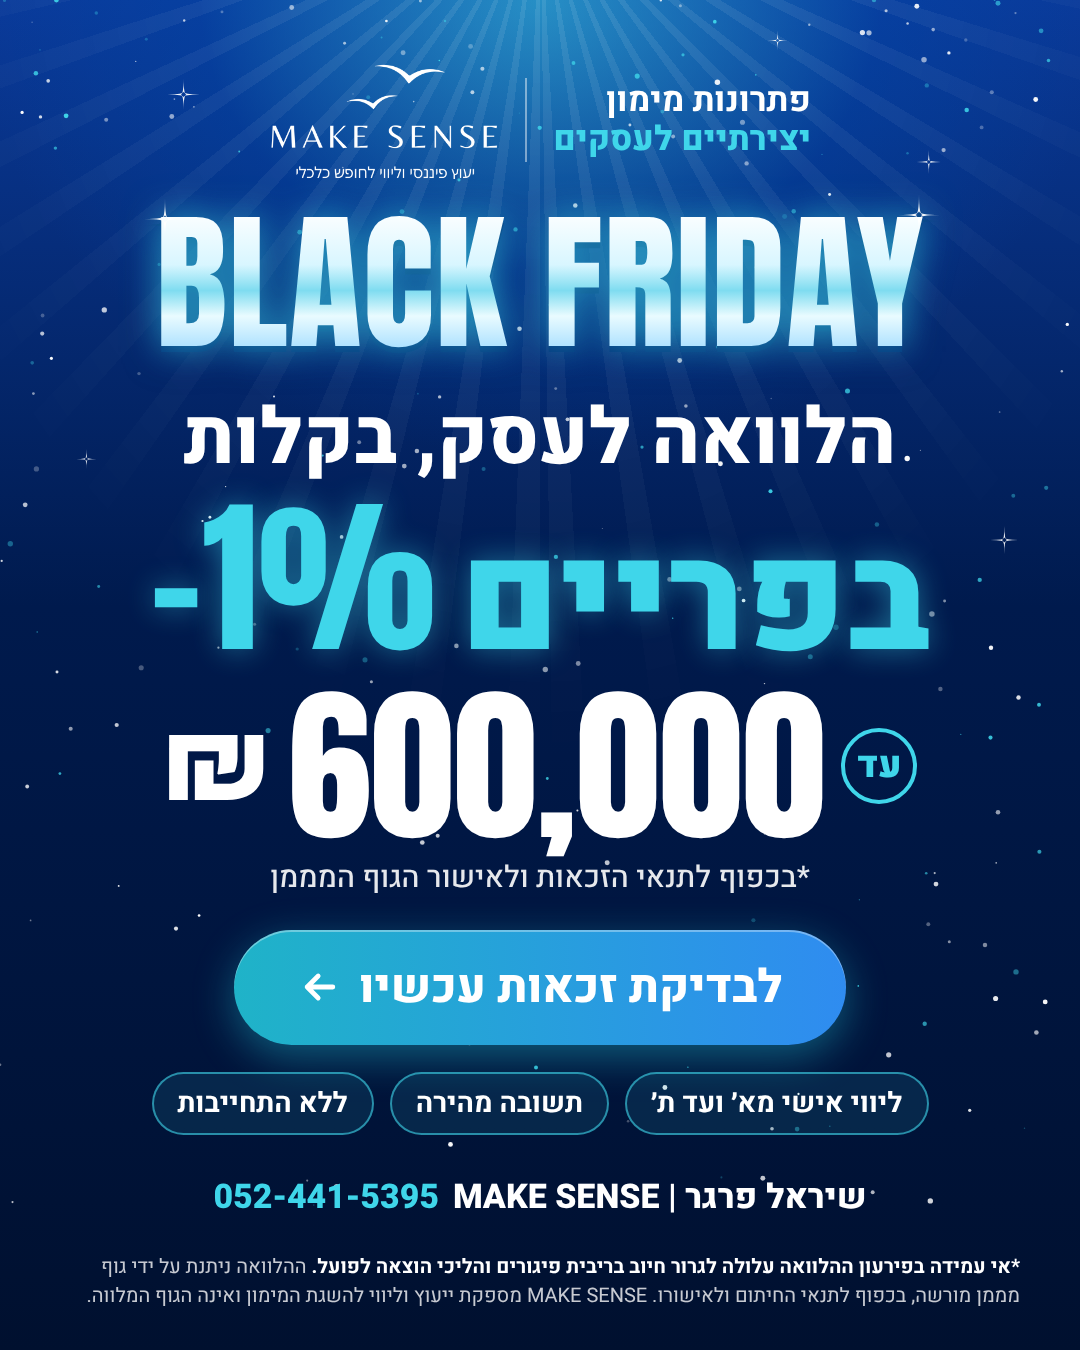 פתרונות מימון
יצירתיים לעסקים
MAKE SENSE
יעוץ פיננסי וליווי לחופש כלכלי
BLACK FRIDAY
הלוואה לעסק, בקלות
בפריים 1%-
עד 600,000 ₪
*בכפוף לתנאי הזכאות ולאישור הגוף המממן
לבדיקת זכאות עכשיו ←
ליווי אישי מא׳ ועד ת׳
תשובה מהירה
ללא התחייבות
שיראל פרגר | MAKE SENSE 052-441-5395
*אי עמידה בפירעון ההלוואה עלולה לגרור חיוב בריבית פיגורים והליכי הוצאה לפועל. ההלוואה ניתנת על ידי גוף
מממן מורשה, בכפוף לתנאי החיתום ולאישורו. MAKE SENSE מספקת ייעוץ וליווי להשגת המימון ואינה הגוף המלווה.